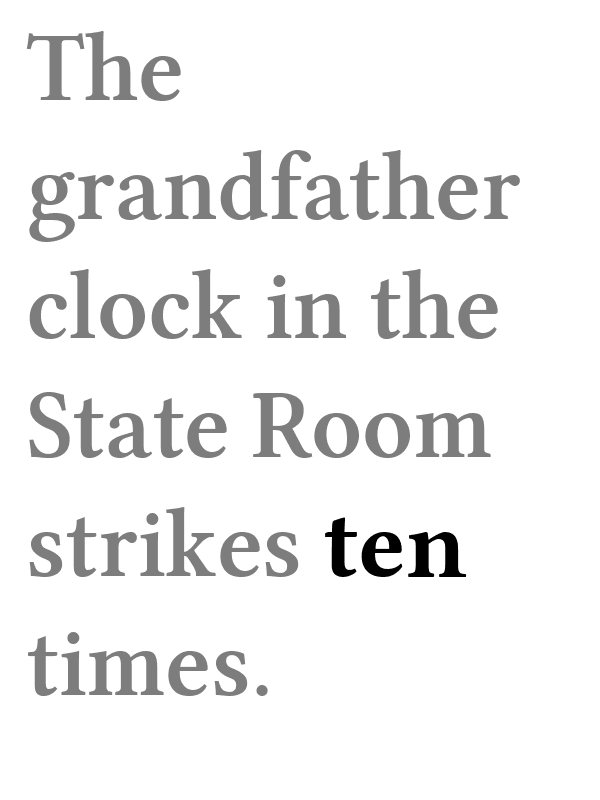 The
grandfather
clock in the
State Room
strikes ten
times.